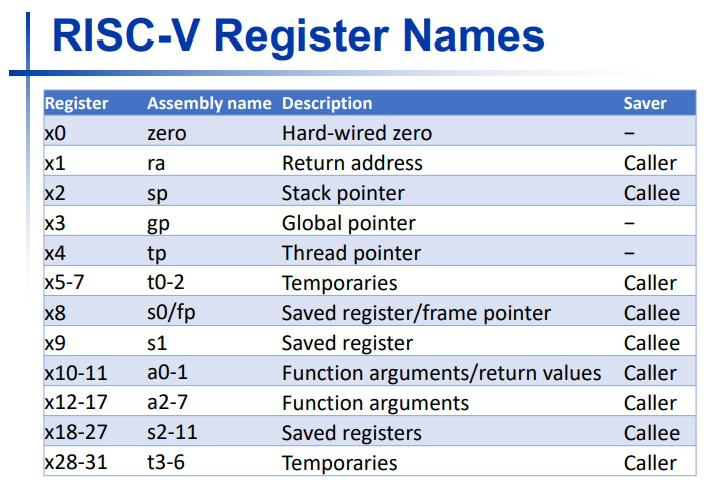 RISC-V Register Names
Register Assembly name Description Saver
x0 zero Hard-wired zero –
x1 ra Return address Caller
x2 sp Stack pointer Callee
x3 gp Global pointer –
x4 tp Thread pointer –
x5-7 t0-2 Temporaries Caller
x8 s0/fp Saved register/frame pointer Callee
x9 s1 Saved register Callee
x10-11 a0-1 Function arguments/return values Caller
x12-17 a2-7 Function arguments Caller
x18-27 s2-11 Saved registers Callee
x28-31 t3-6 Temporaries Caller